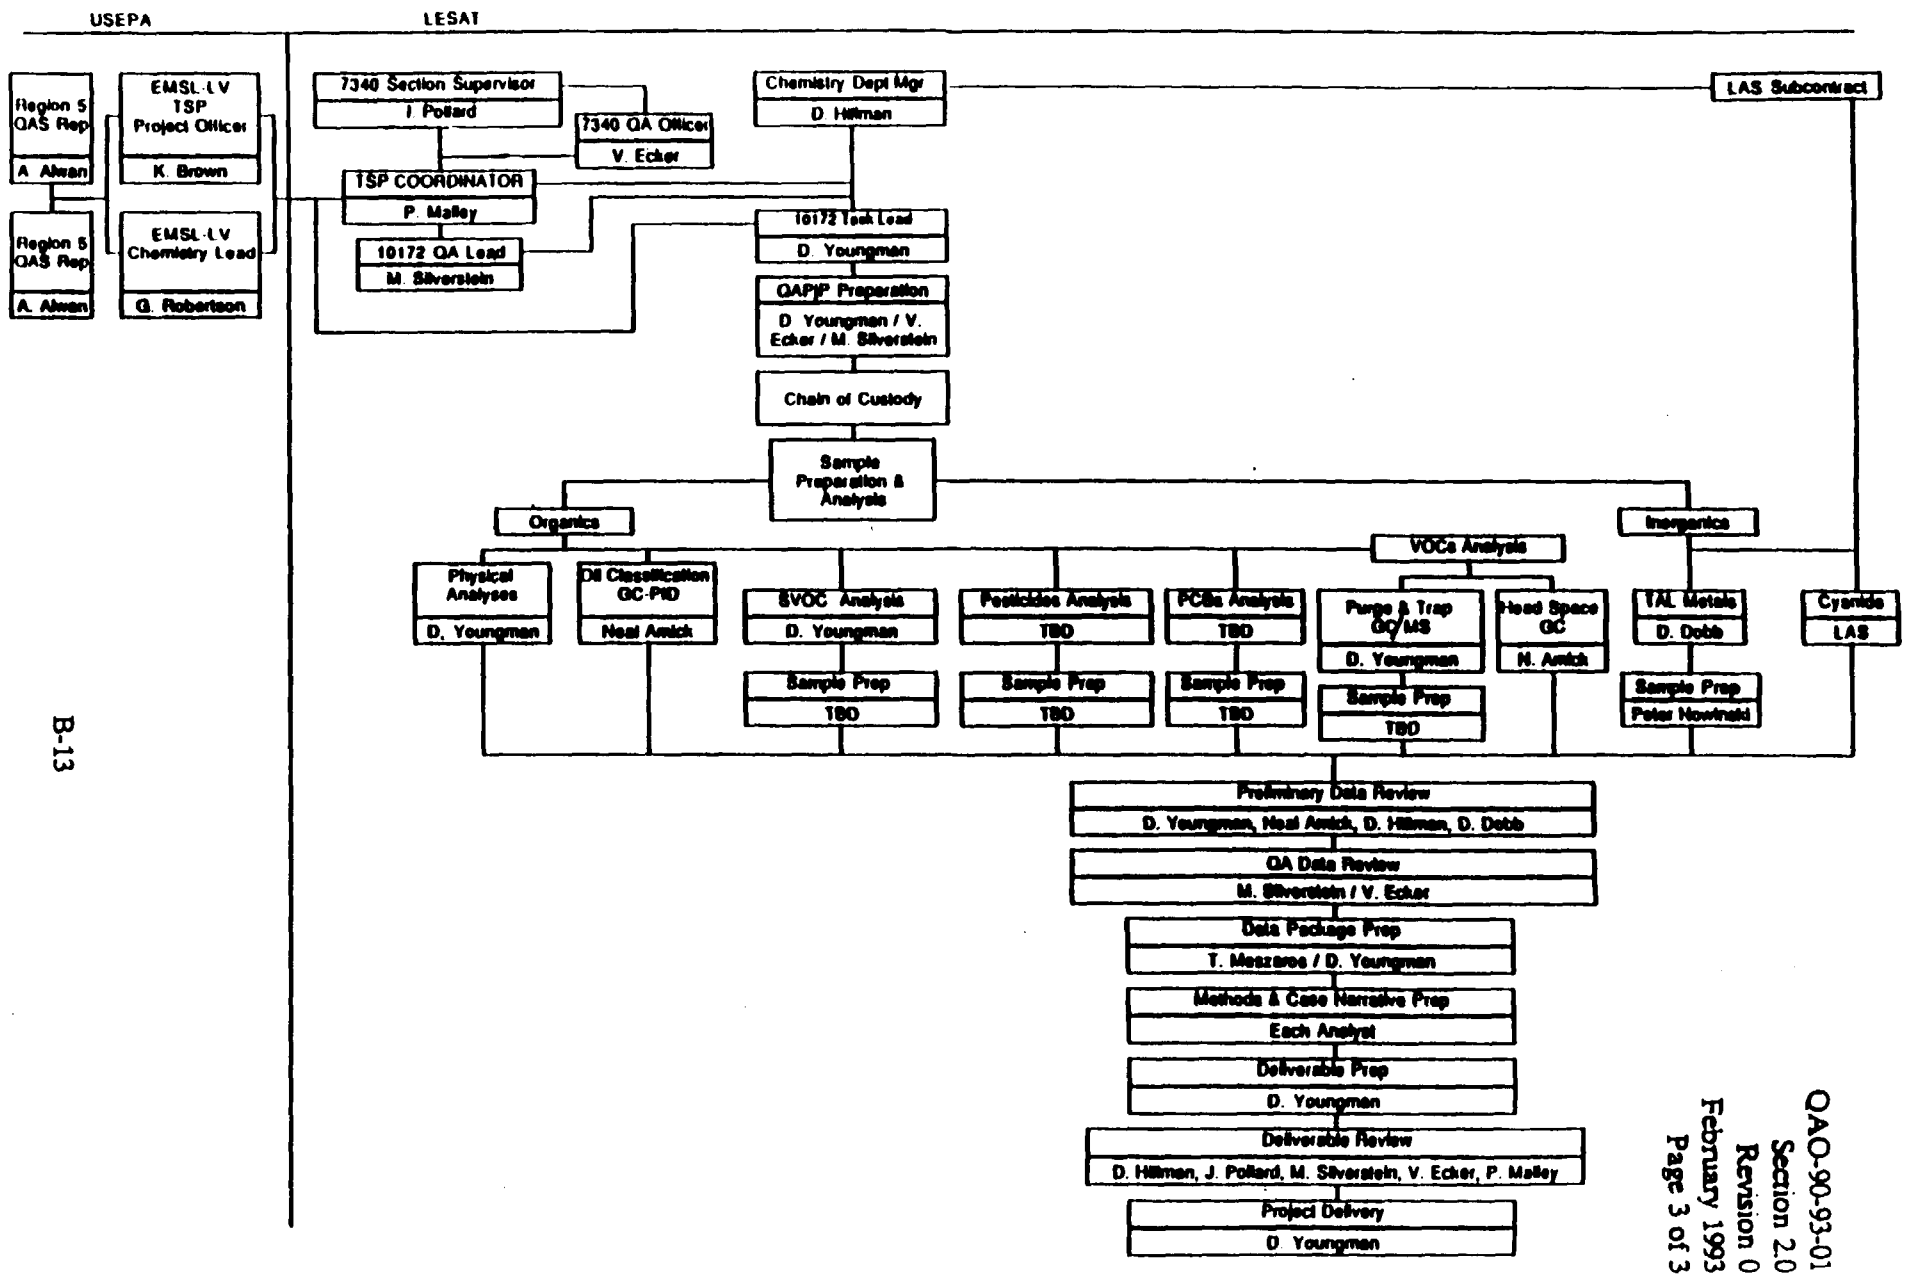 USEPA
LESAT
Region 5
QAS Rep
A. Alwan
EMSL-LV
TSP
Project Officer
K. Brown
Region 5
QAS Rep
A. Alwan
EMSL-LV
Chemistry Lead
G. Robertson
7340 Section Supervisor
J. Pollard
7340 QA Officer
V. Ecker
TSP COORDINATOR
P. Malley
10172 QA Lead
M. Silverstein
Chemistry Dept Mgr
D. Hillman
LAS Subcontract
10172 Task Lead
D. Youngman
QAPjP Preparation
D Youngman / V.
Ecker / M. Silverstein
Chain of Custody
Sample
Preparation &
Analysis
Organics
Inorganics
Physical
Analyses
D. Youngman
Oil Classification
GC-PID
Neal Amick
SVOC Analysis
D. Youngman
Sample Prep
TBD
Pesticides Analysis
TBD
Sample Prep
TBD
PCBs Analysis
TBD
Sample Prep
TBD
VOCs Analysis
Purge & Trap
GC/MS
D. Youngman
Sample Prep
TBD
Head Space
GC
N. Amick
TAL Metals
D. Dobb
Sample Prep
Peter Nowinski
Cyanide
LAS
Preliminary Data Review
D. Youngman, Neal Amick, D. Hillman, D. Dobb
QA Data Review
M. Silverstein / V. Ecker
Data Package Prep
T. Meszaros / D. Youngman
Methods & Case Narrative Prep
Each Analyst
Deliverable Prep
D. Youngman
Deliverable Review
D. Hillman, J. Pollard, M. Silverstein, V. Ecker, P. Malley
Project Delivery
D. Youngman
B-13
QAO-90-93-01
Section 2.0
Revision 0
February 1993
Page 3 of 3